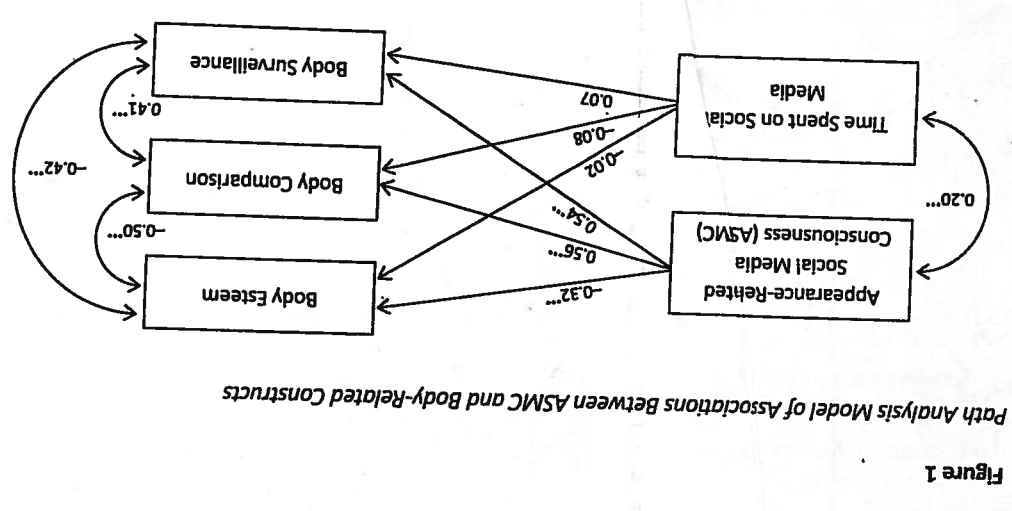 Figure 1
Path Analysis Model of Associations Between ASMC and Body-Related Constructs
Appearance-Rehted
Social Media
Consciousness (ASMC)
Time Spent on Social
Media
0.20***
−0.32***
0.56***
0.54***
−0.02
−0.08
0.07
Body Esteem
Body Comparison
Body Surveillance
−0.50***
0.41***
−0.42***